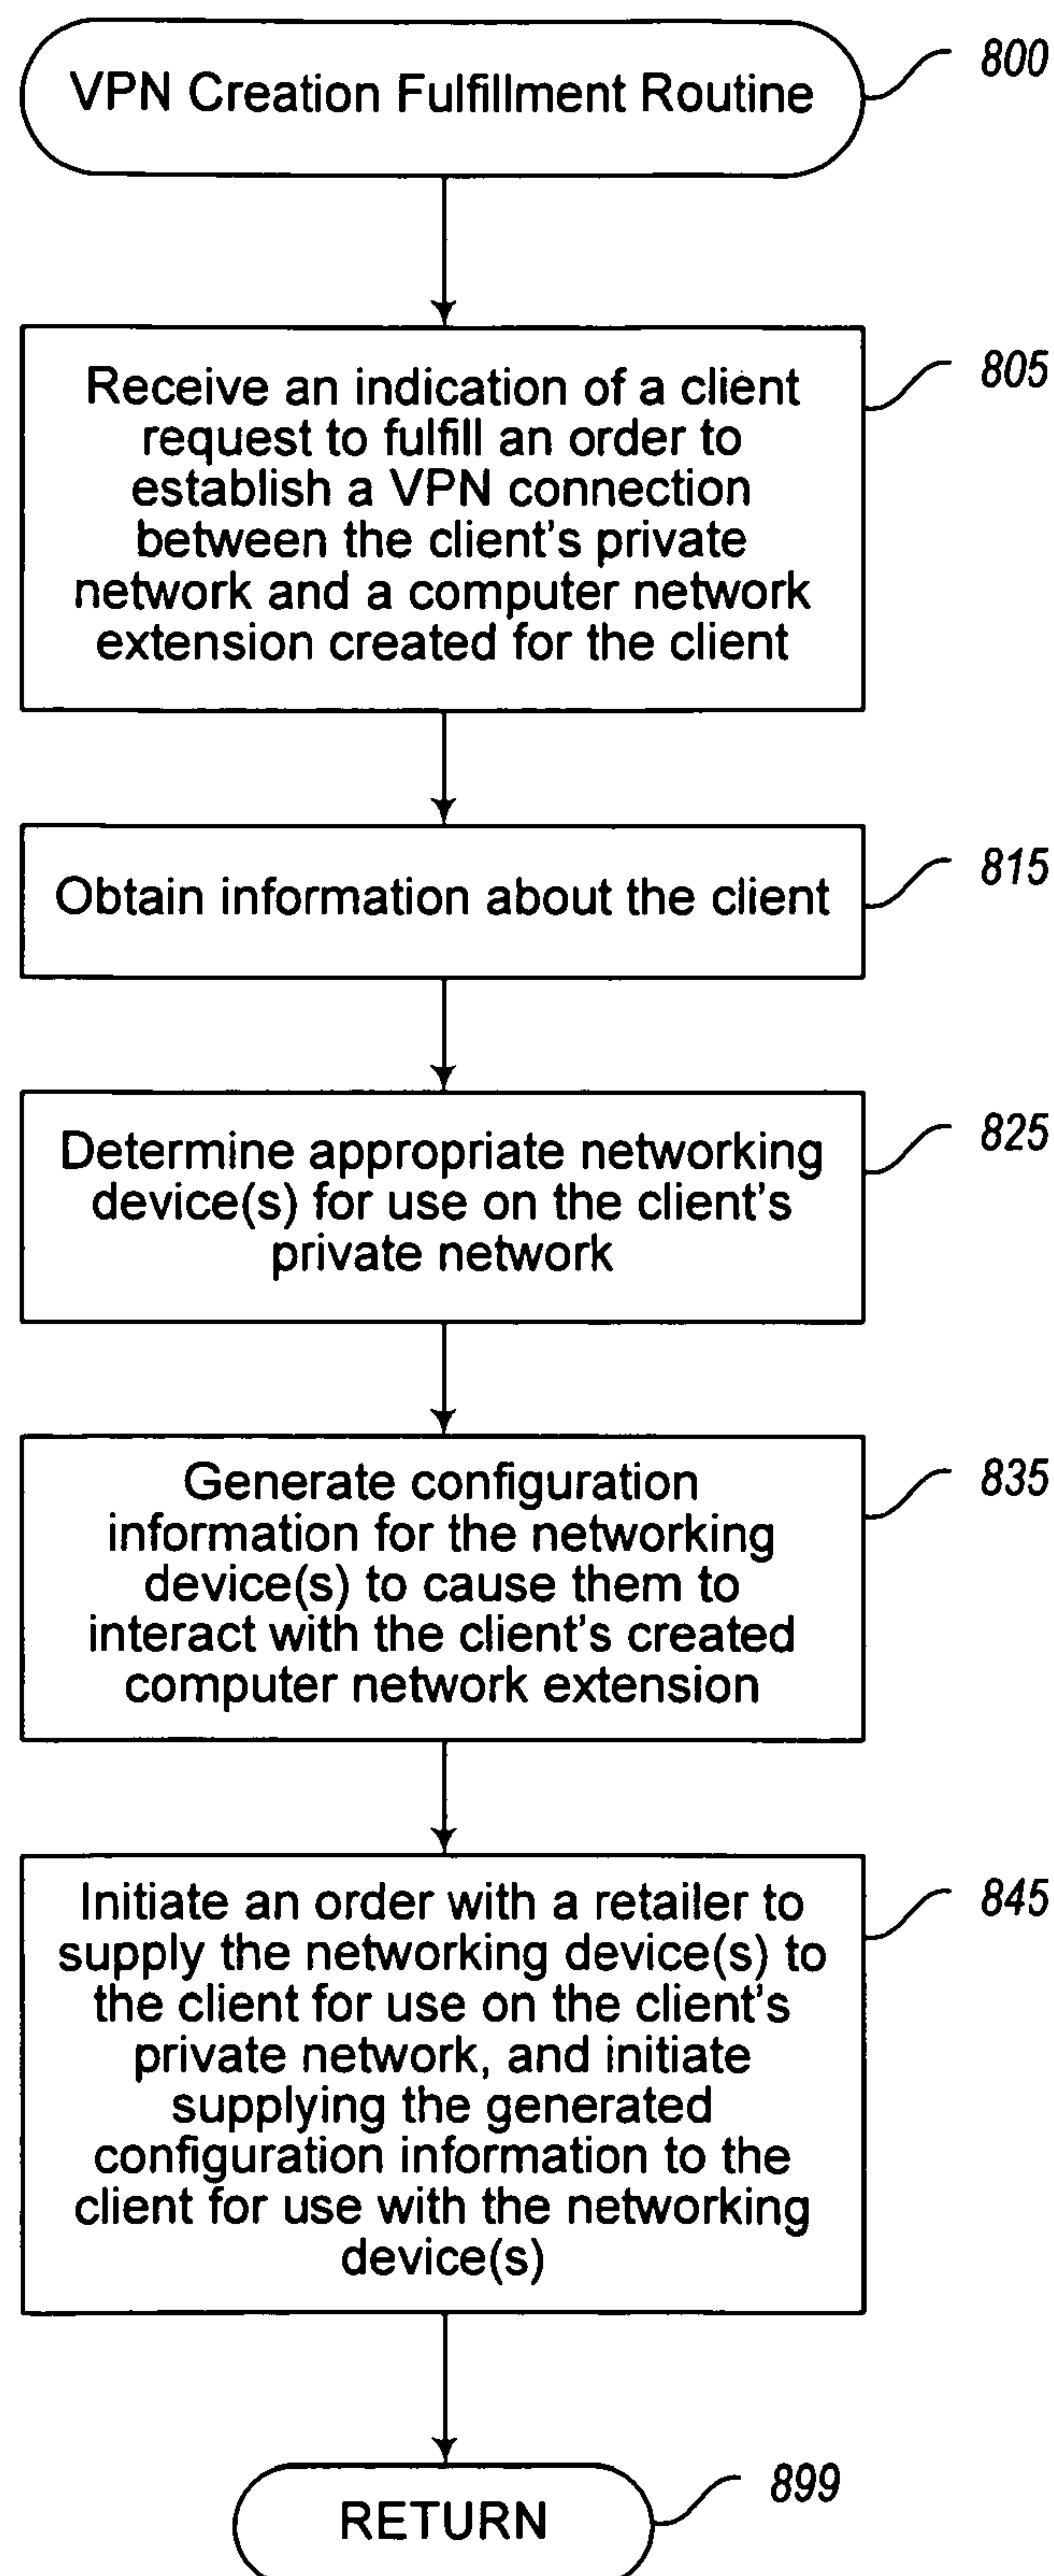 VPN Creation Fulfillment Routine
800
Receive an indication of a client
request to fulfill an order to
establish a VPN connection
between the client's private
network and a computer network
extension created for the client
805
Obtain information about the client
815
Determine appropriate networking
device(s) for use on the client's
private network
825
Generate configuration
information for the networking
device(s) to cause them to
interact with the client's created
computer network extension
835
Initiate an order with a retailer to
supply the networking device(s) to
the client for use on the client's
private network, and initiate
supplying the generated
configuration information to the
client for use with the networking
device(s)
845
RETURN
899